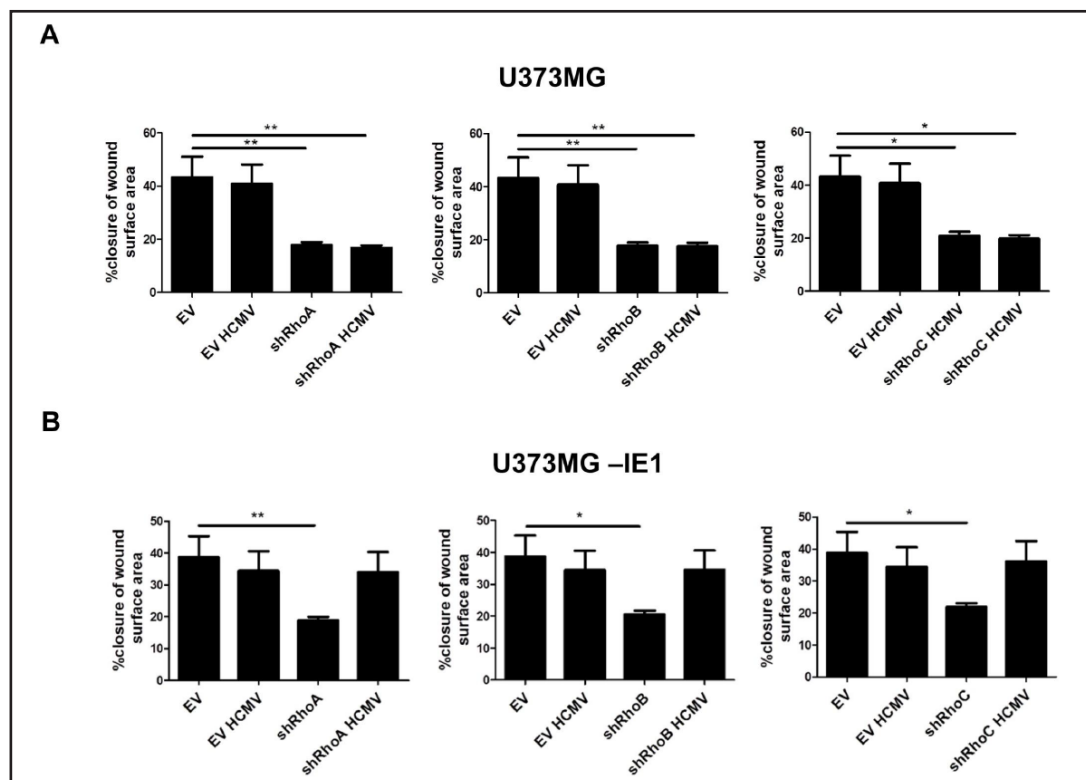 A
U373MG
**
**
%closure of wound
surface area
60
40
20
0
EV
EV HCMV
shRhoA
shRhoA HCMV
**
**
%closure of wound
surface area
60
40
20
0
EV
EV HCMV
shRhoB
shRhoB HCMV
*
*
%closure of wound
surface area
60
40
20
0
EV
EV HCMV
shRhoC HCMV
shRhoC HCMV
B
U373MG –IE1
**
%closure of wound
surface area
50
40
30
20
10
0
EV
EV HCMV
shRhoA
shRhoA HCMV
*
%closure of wound
surface area
50
40
30
20
10
0
EV
EV HCMV
shRhoB
shRhoB HCMV
*
%closure of wound
surface area
50
40
30
20
10
0
EV
EV HCMV
shRhoC
shRhoC HCMV